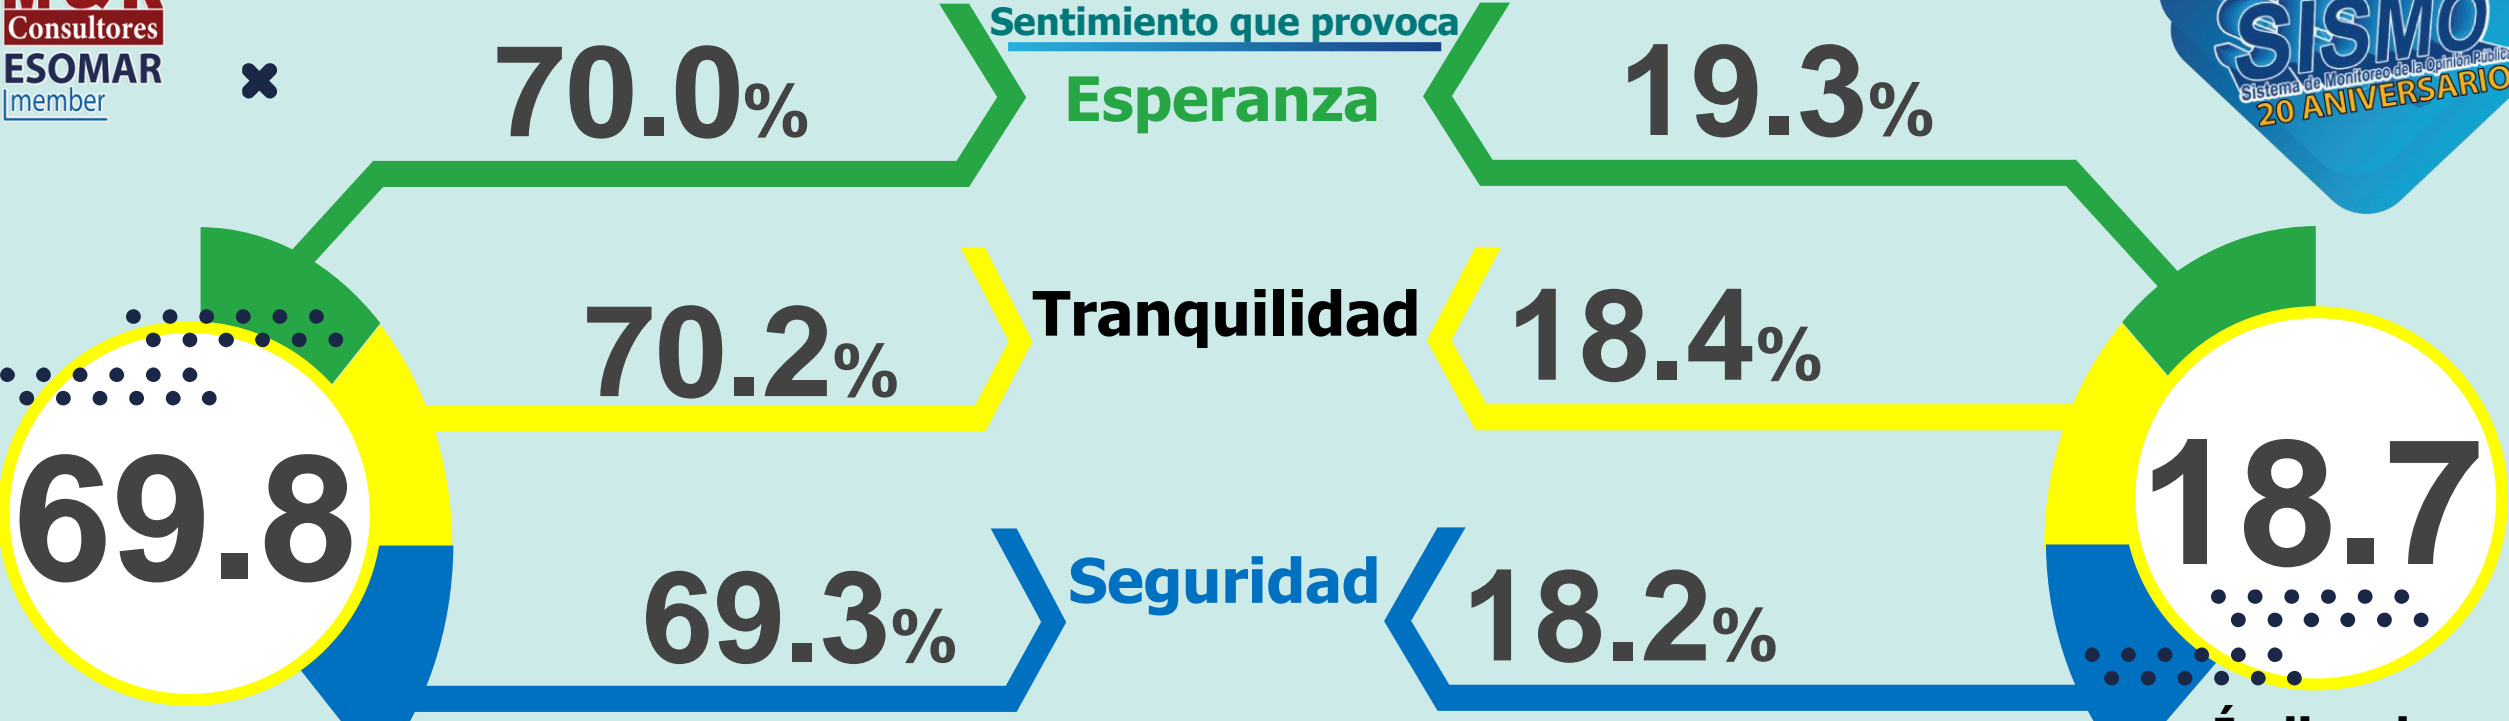 Consultores
ESOMAR
member
Sentimiento que provoca
70.0%
Esperanza
19.3%
SISMO
Sistema de Monitoreo de la Opinión Pública
20 ANIVERSARIO
70.2%
Tranquilidad
18.4%
69.8
18.7
69.3%
Seguridad
18.2%